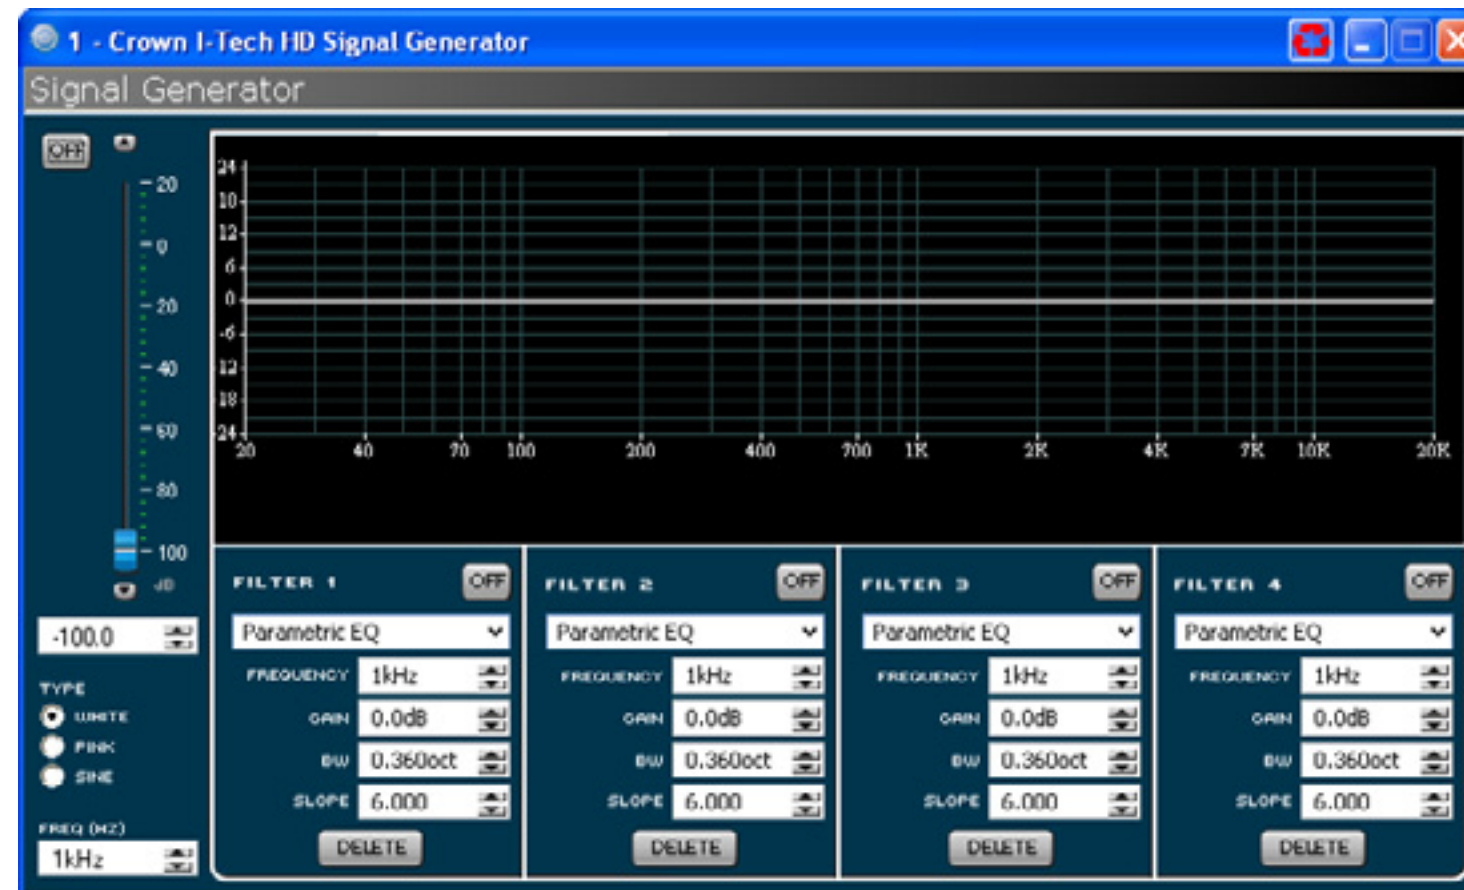 1 - Crown I-Tech HD Signal Generator
Signal Generator
OFF
20
0
20
40
60
80
100
dB
-100.0
TYPE
WHITE
PINK
SINE
FREQ (HZ)
1kHz
24
10
12
6
0
-6
12
18
24
20 40 70 100 200 400 700 1K 2K 4K 7K 10K 20K
FILTER 1 OFF
Parametric EQ
FREQUENCY 1kHz
GAIN 0.0dB
BW 0.360oct
SLOPE 6.000
DELETE
FILTER 2 OFF
Parametric EQ
FREQUENCY 1kHz
GAIN 0.0dB
BW 0.360oct
SLOPE 6.000
DELETE
FILTER 3 OFF
Parametric EQ
FREQUENCY 1kHz
GAIN 0.0dB
BW 0.360oct
SLOPE 6.000
DELETE
FILTER 4 OFF
Parametric EQ
FREQUENCY 1kHz
GAIN 0.0dB
BW 0.360oct
SLOPE 6.000
DELETE